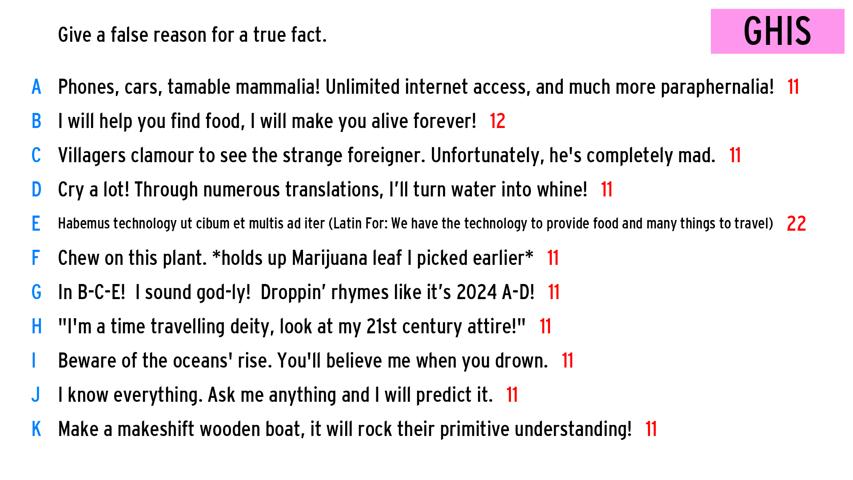 Give a false reason for a true fact.
GHIS
A Phones, cars, tamable mammalia! Unlimited internet access, and much more paraphernalia! 11
B I will help you find food, I will make you alive forever! 12
C Villagers clamour to see the strange foreigner. Unfortunately, he's completely mad. 11
D Cry a lot! Through numerous translations, I'll turn water into whine! 11
E Habemus technology ut cibum et multis ad iter (Latin For: We have the technology to provide food and many things to travel) 22
F Chew on this plant. *holds up Marijuana leaf I picked earlier* 11
G In B-C-E! I sound god-ly! Droppin' rhymes like it's 2024 A-D! 11
H "I'm a time travelling deity, look at my 21st century attire!" 11
I Beware of the oceans' rise. You'll believe me when you drown. 11
J I know everything. Ask me anything and I will predict it. 11
K Make a makeshift wooden boat, it will rock their primitive understanding! 11